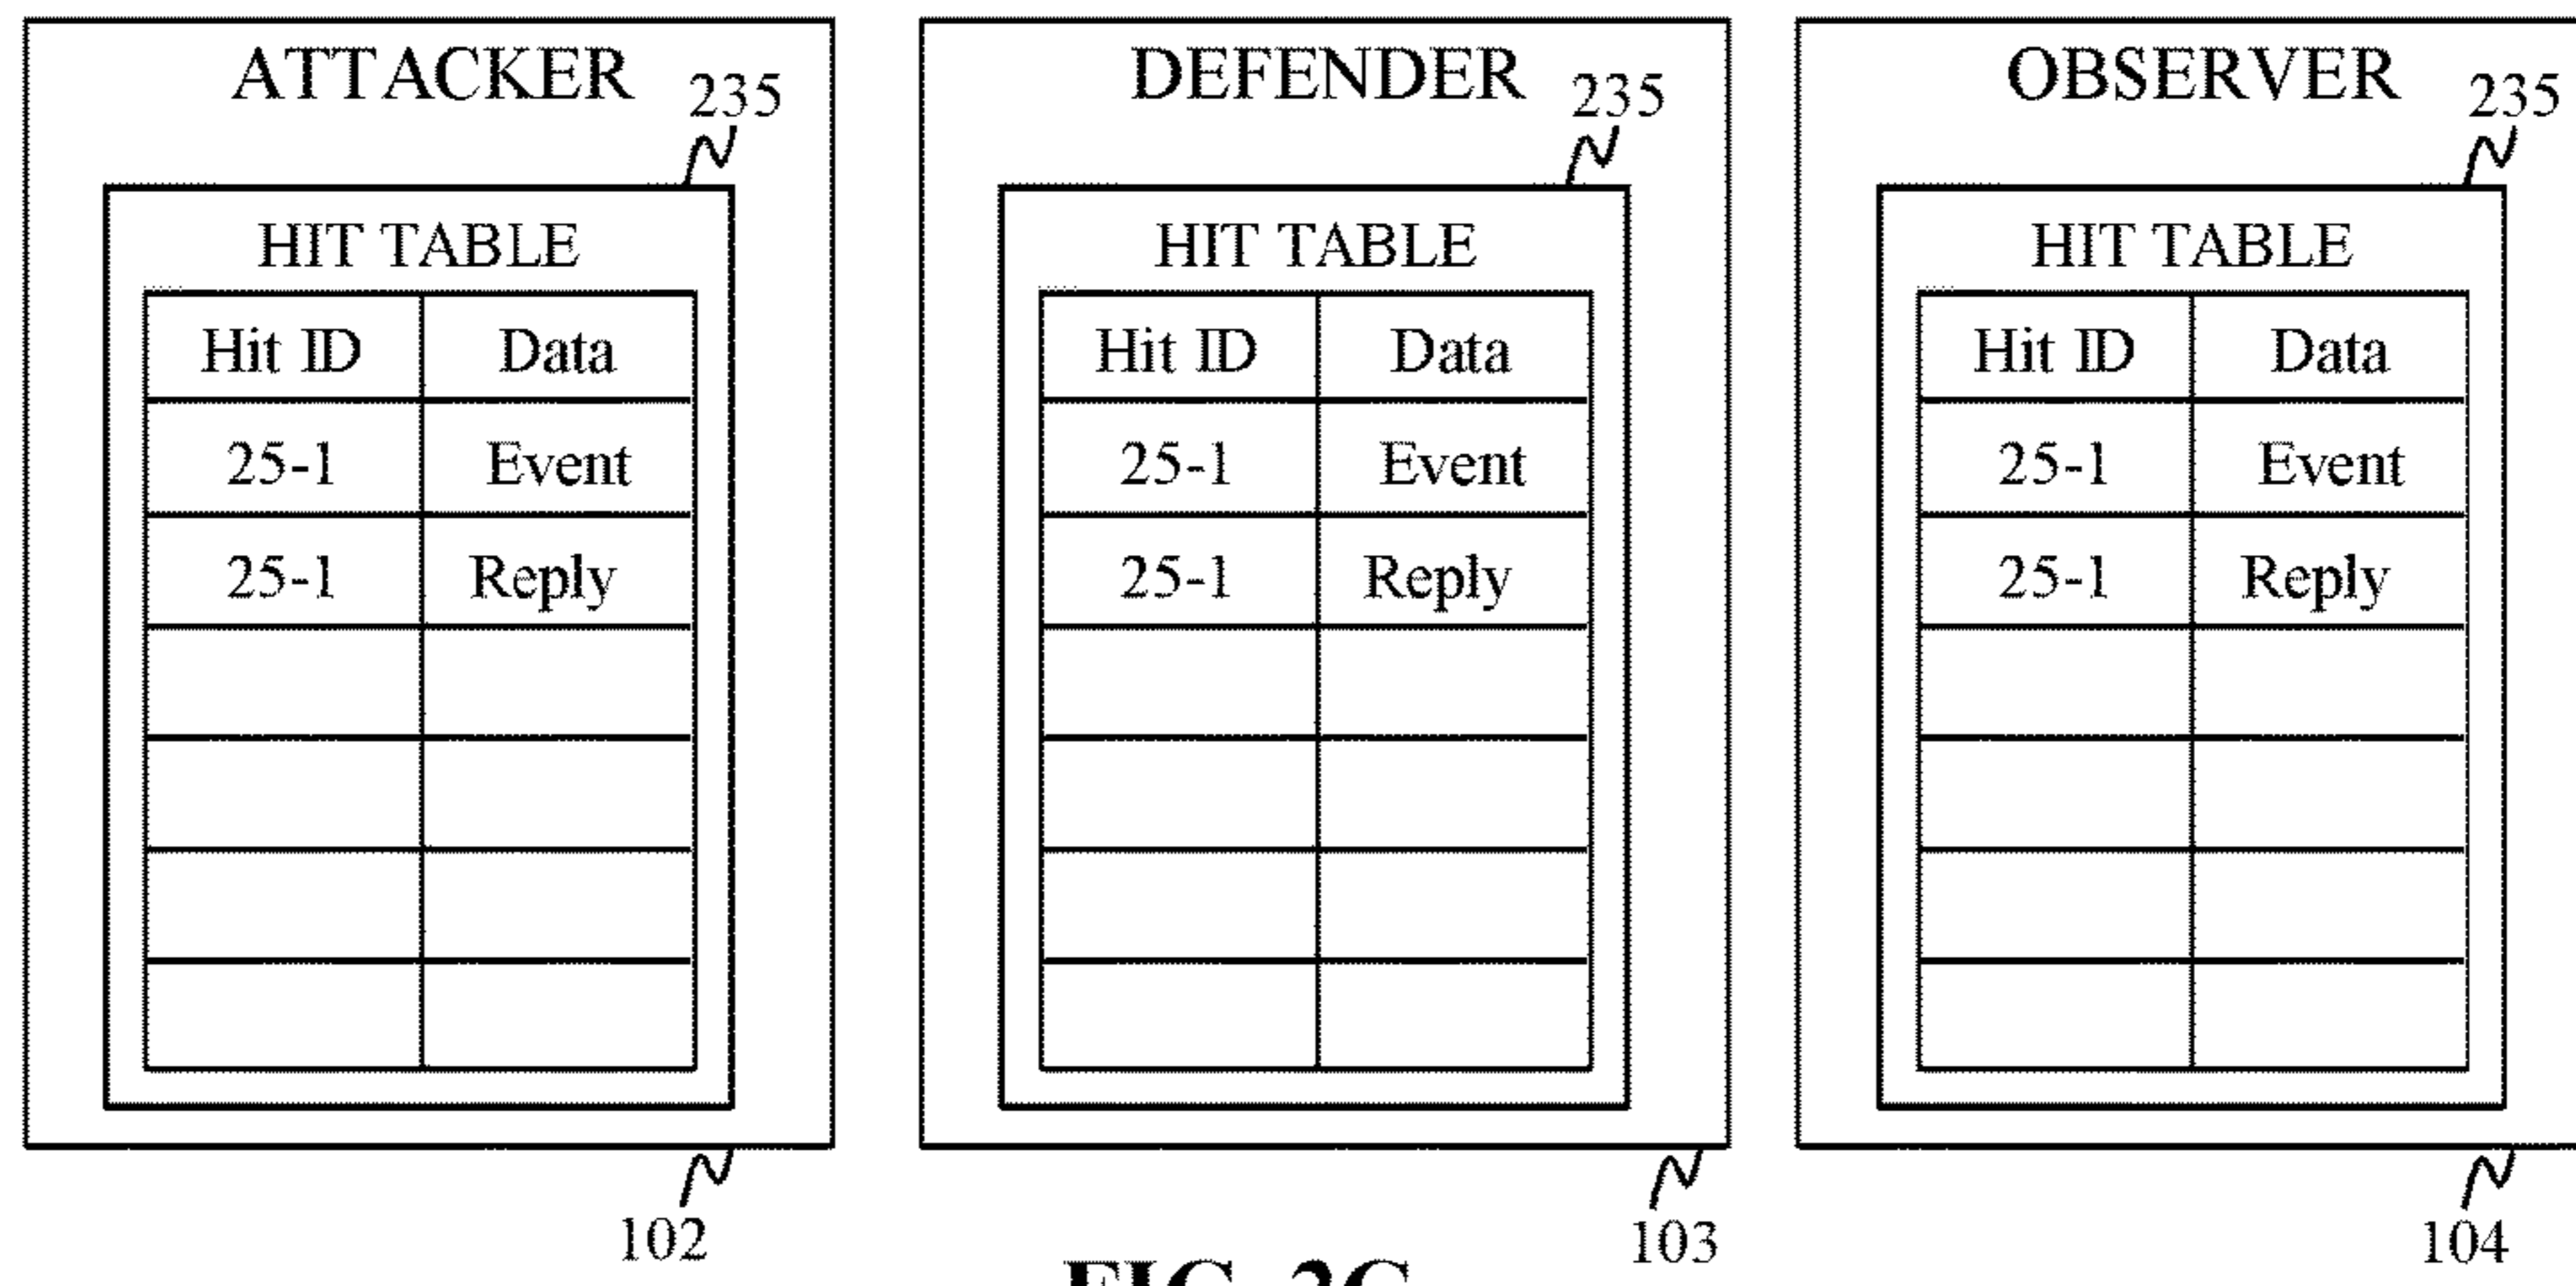 ATTACKER 235 DEFENDER 235 OBSERVER 235
HIT TABLE HIT TABLE HIT TABLE
Hit ID Data Hit ID Data Hit ID Data
25-1 Event 25-1 Event 25-1 Event
25-1 Reply 25-1 Reply 25-1 Reply
102 103 104